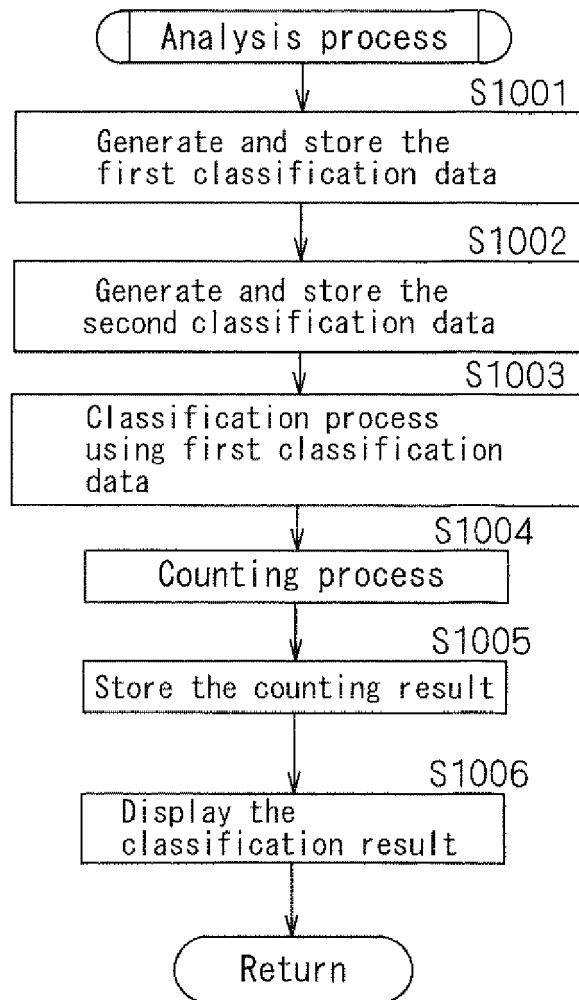 Analysis process
S1001
Generate and store the
first classification data
S1002
Generate and store the
second classification data
S1003
Classification process
using first classification
data
S1004
Counting process
S1005
Store the counting result
S1006
Display the
classification result
Return